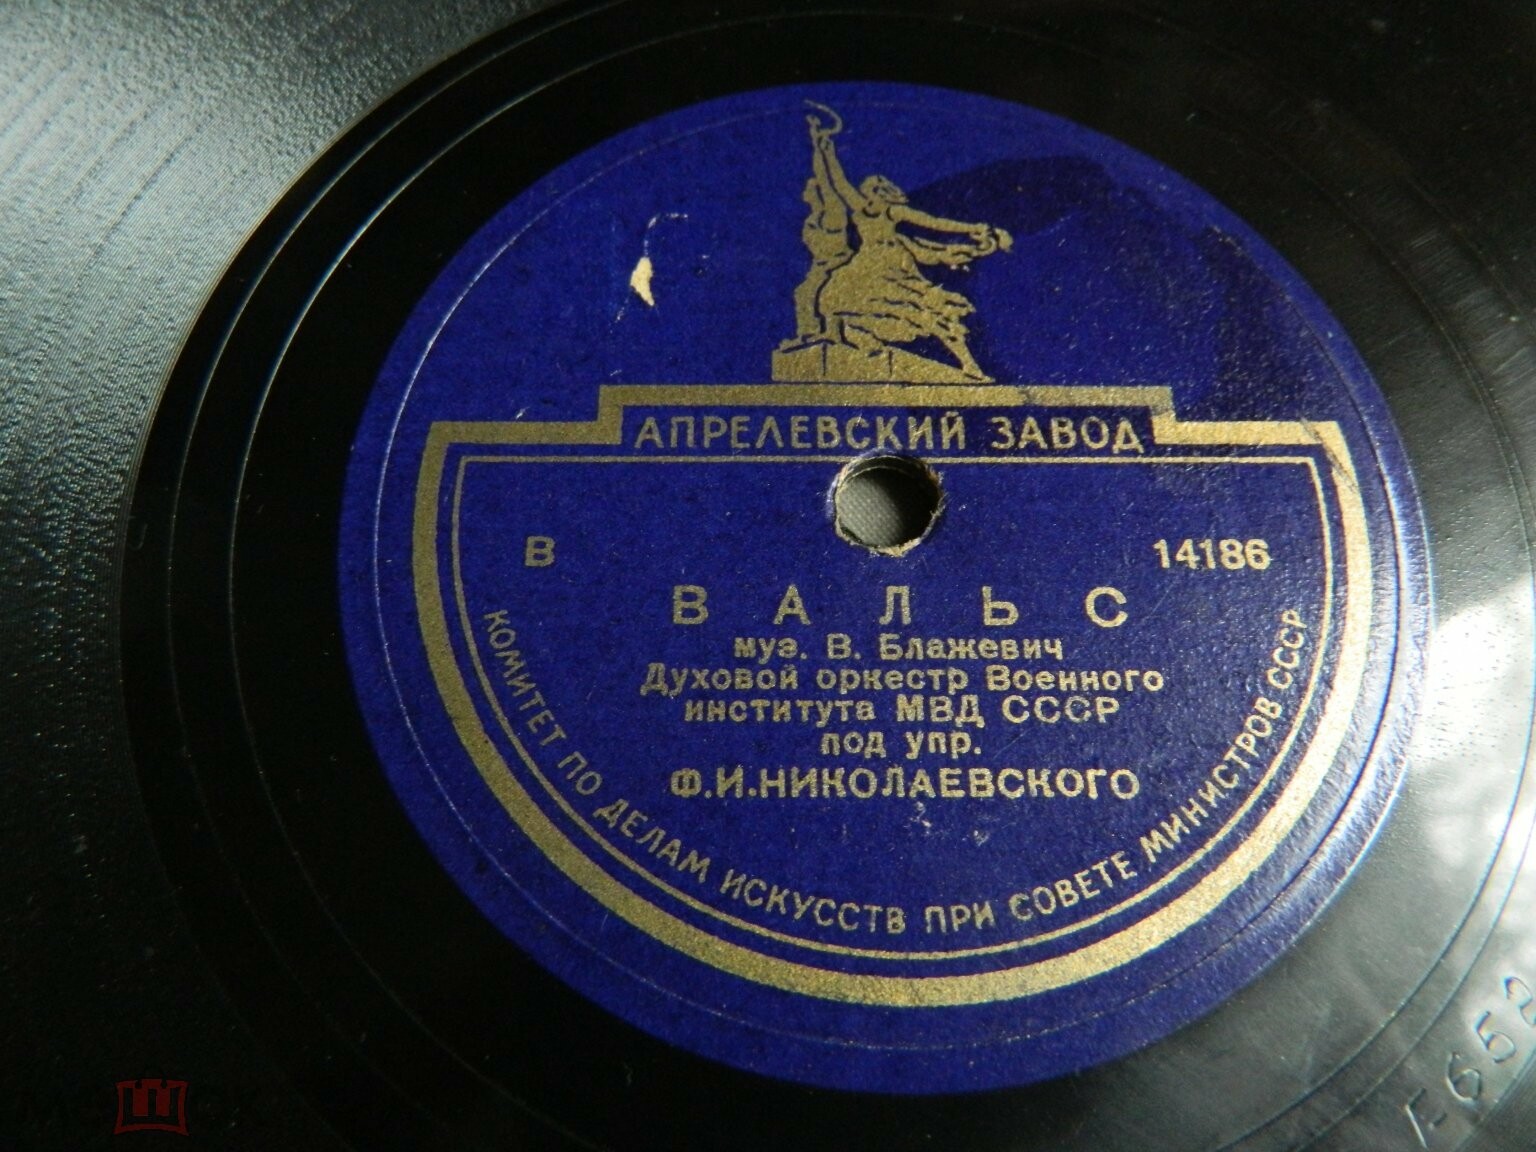 АПРЕЛЕВСКИЙ ЗАВОД
В 14186
ВАЛЬС
муз. В. Блажевич
Духовой оркестр Военного
института МВД СССР
под упр.
Ф.И.НИКОЛАЕВСКОГО
КОМИТЕТ ПО ДЕЛАМ ИСКУССТВ ПРИ СОВЕТЕ МИНИСТРОВ СССР